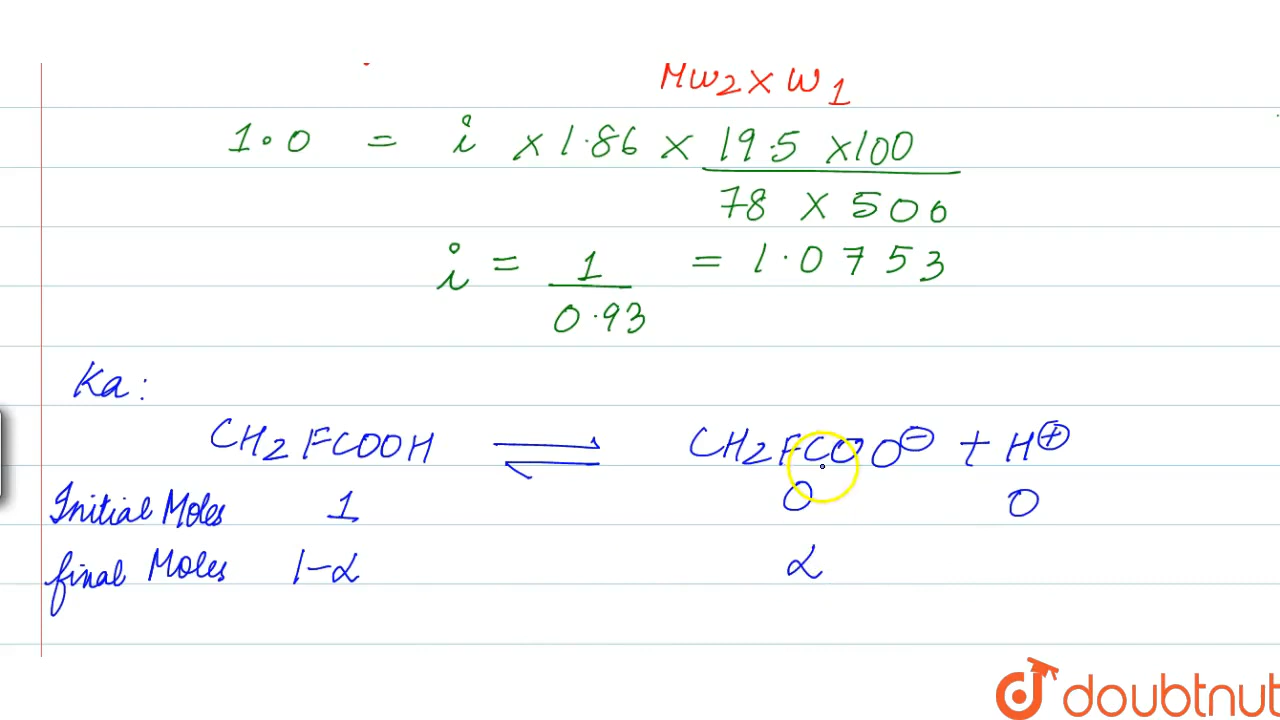 Mw2 × w1
1.0 = i × 1.86 × 19.5 × 100
78 × 500
i = 1 = 1.0753
0.93
Ka:
CH2FCOOH ⇌ CH2FCOO⊖ + H⊕
Initial Moles 1 0 0
final Moles 1-α α
doubtnut